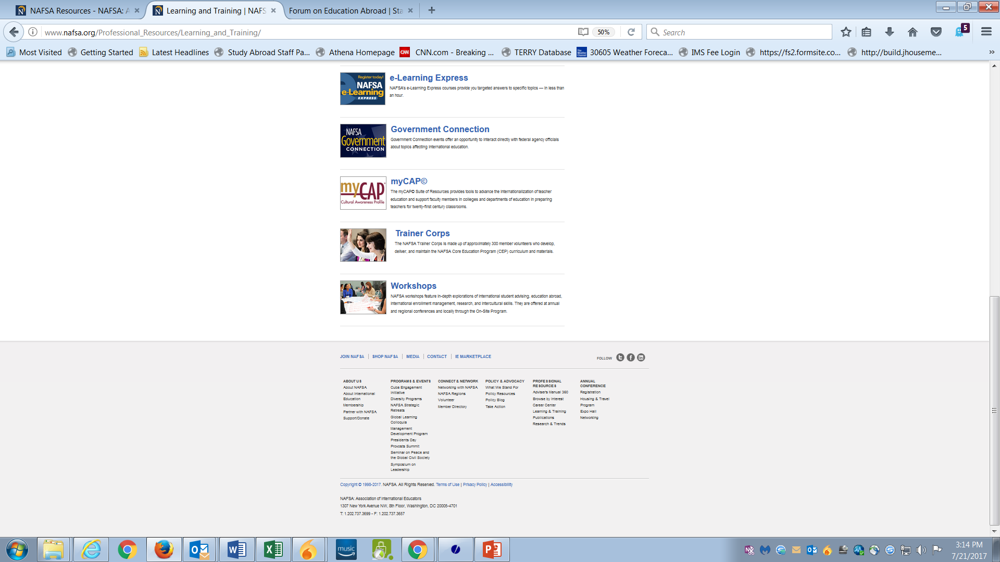 NAFSA Resources - NAFSA: A
Learning and Training | NAFS
Forum on Education Abroad | Sta
www.nafsa.org/Professional_Resources/Learning_and_Training/
50%
Search
5
Most Visited
Getting Started
Latest Headlines
Study Abroad Staff Pa...
Athena Homepage
CNN
CNN.com - Breaking ...
TERRY Database
30605 Weather Foreca...
IMS Fee Login
https://fs2.formsite.co...
http://build.jhouseme...
Register today!
NAFSA
e-Learning
EXPRESS
e-Learning Express
NAFSA's e-Learning Express courses provide you targeted answers to specific topics — in less than
an hour.
NAFSA
Government
CONNECTION
Government Connection
Government Connection events offer an opportunity to interact directly with federal agency officials
about topics affecting international education.
myCAP
Cultural Awareness Profile
myCAP©
The myCAP© Suite of Resources provides tools to advance the internationalization of teacher
education and support faculty members in colleges and departments of education in preparing
teachers for twenty-first century classrooms.
Trainer Corps
The NAFSA Trainer Corps is made up of approximately 300 member volunteers who develop,
deliver, and maintain the NAFSA Core Education Program (CEP) curriculum and materials.
Workshops
NAFSA workshops feature in-depth explorations of international student advising, education abroad,
international enrollment management, research, and intercultural skills. They are offered at annual
and regional conferences and locally through the On-Site Program.
JOIN NAFSA | SHOP NAFSA | MEDIA | CONTACT | IE MARKETPLACE
FOLLOW
ABOUT US
About NAFSA
About International
Education
Membership
Partner with NAFSA
Support/Donate
PROGRAMS & EVENTS
Cuba Engagement
Initiative
Diversity Programs
NAFSA Strategic
Retreats
Global Learning
Colloquia
Management
Development Program
Presidents Day
Provosts Summit
Seminar on Peace and
the Global Civil Society
Symposium on
Leadership
CONNECT & NETWORK
Networking with NAFSA
NAFSA Regions
Volunteer
Member Directory
POLICY & ADVOCACY
What We Stand For
Policy Resources
Policy Blog
Take Action
PROFESSIONAL
RESOURCES
Adviser's Manual 360
Browse by Interest
Career Center
Learning & Training
Publications
Research & Trends
ANNUAL
CONFERENCE
Registration
Housing & Travel
Program
Expo Hall
Networking
Copyright © 1998-2017. NAFSA. All Rights Reserved. Terms of Use | Privacy Policy | Accessibility
NAFSA: Association of International Educators
1307 New York Avenue NW, 8th Floor, Washington, DC 20005-4701
T: 1.202.737.3699 - F: 1.202.737.3657
music
3:14 PM
7/21/2017